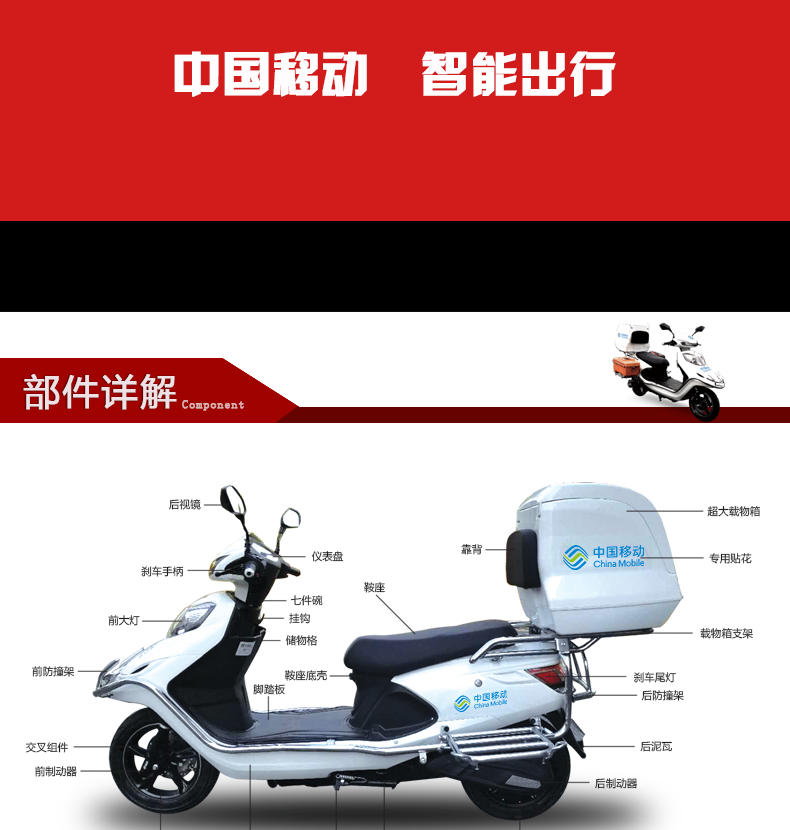 中国移动 智能出行
部件详解 Component
后视镜
超大载物箱
仪表盘
靠背
中国移动
China Mobile
专用贴花
刹车手柄
鞍座
七件碗
前大灯
挂钩
载物箱支架
储物格
前防撞架
鞍座底壳
刹车尾灯
脚踏板
后防撞架
中国移动
China Mobile
交叉组件
后泥瓦
前制动器
后制动器